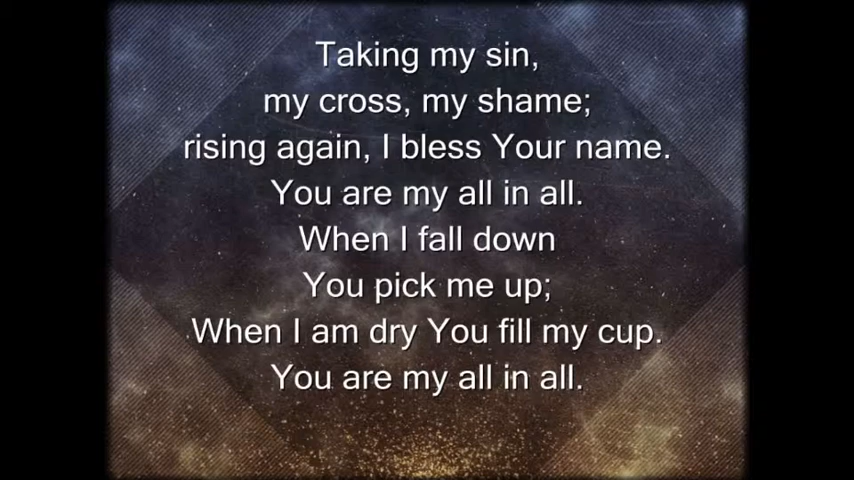 Taking my sin,
my cross, my shame;
rising again, I bless Your name.
You are my all in all.
When I fall down
You pick me up;
When I am dry You fill my cup.
You are my all in all.